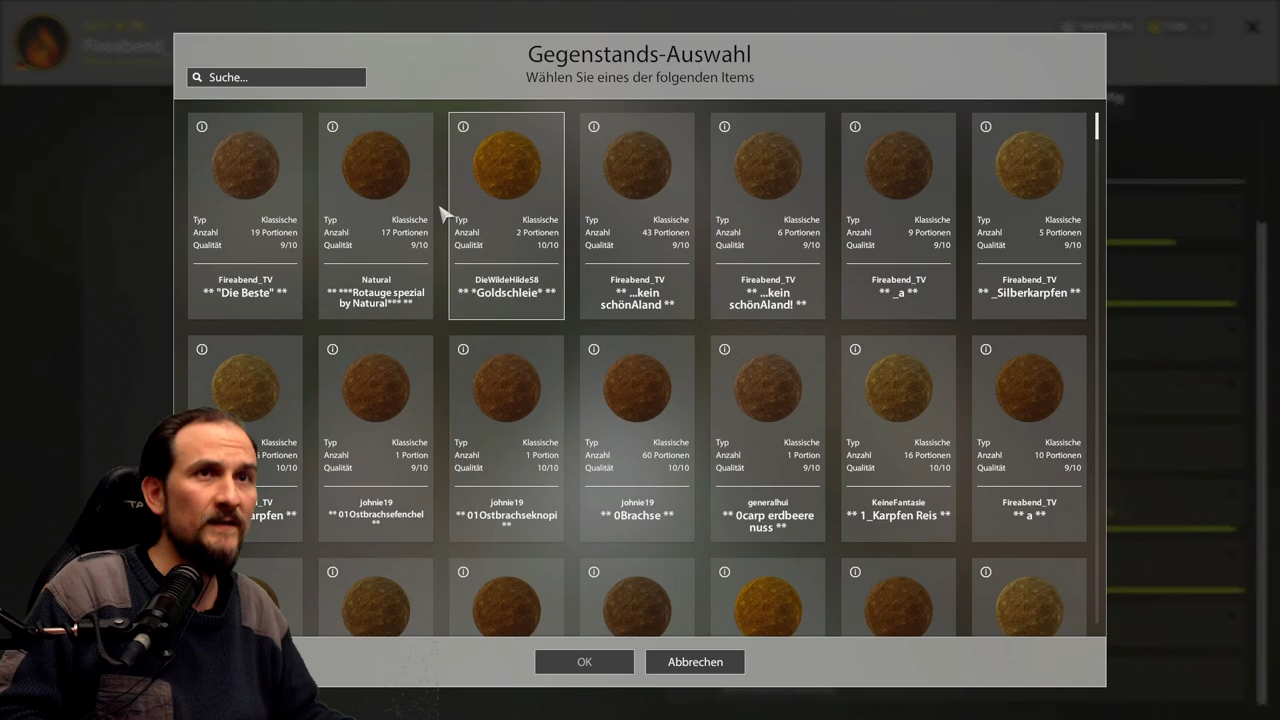 Fireabend
Gegenstands-Auswahl
Wählen Sie eines der folgenden Items
Suche...
Typ Klassische
Anzahl 19 Portionen
Qualität 9/10
Fireabend_TV
** "Die Beste" **
Typ Klassische
Anzahl 17 Portionen
Qualität 9/10
Natural
** ***Rotauge spezial
by Natural*** **
Typ Klassische
Anzahl 2 Portionen
Qualität 10/10
DieWildeHilde58
** *Goldschleie* **
Typ Klassische
Anzahl 43 Portionen
Qualität 9/10
Fireabend_TV
** ...kein
schönAland **
Typ Klassische
Anzahl 6 Portionen
Qualität 9/10
Fireabend_TV
** ...kein
schönAland! **
Typ Klassische
Anzahl 9 Portionen
Qualität 9/10
Fireabend_TV
** _a **
Typ Klassische
Anzahl 5 Portionen
Qualität 9/10
Fireabend_TV
** _Silberkarpfen **
Klassische
Portionen
10/10
_TV
arpfen **
Typ Klassische
Anzahl 1 Portion
Qualität 9/10
johnie19
** 01Ostbrachsefenchel
**
Typ Klassische
Anzahl 1 Portion
Qualität 10/10
johnie19
** 01Ostbrachseknopi
**
Typ Klassische
Anzahl 60 Portionen
Qualität 10/10
johnie19
** 0Brachse **
Typ Klassische
Anzahl 1 Portion
Qualität 9/10
generalhui
** 0carp erdbeere
nuss **
Typ Klassische
Anzahl 16 Portionen
Qualität 10/10
KeineFantasie
** 1_Karpfen Reis **
Typ Klassische
Anzahl 10 Portionen
Qualität 9/10
Fireabend_TV
** a **
OK
Abbrechen